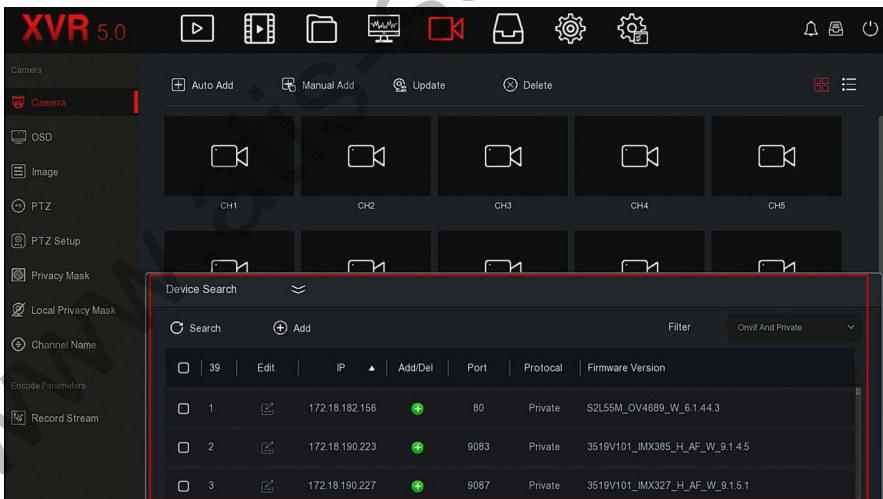 XVR 5.0
Camera
Auto Add Manual Add Update Delete
Camera
OSD
Image
CH1 CH2 CH3 CH4 CH5
PTZ
PTZ Setup
Privacy Mask
Device Search
Local Privacy Mask
Search Add Filter Onvif And Private
Channel Name
39 Edit IP Add/Del Port Protocal Firmware Version
Encode Parameters
1 172.18.182.156 80 Private S2L55M_OV4689_W_6.1.44.3
Record Stream
2 172.18.190.223 9083 Private 3519V101_IMX385_H_AF_W_9.1.4.5
3 172.18.190.227 9087 Private 3519V101_IMX327_H_AF_W_9.1.5.1